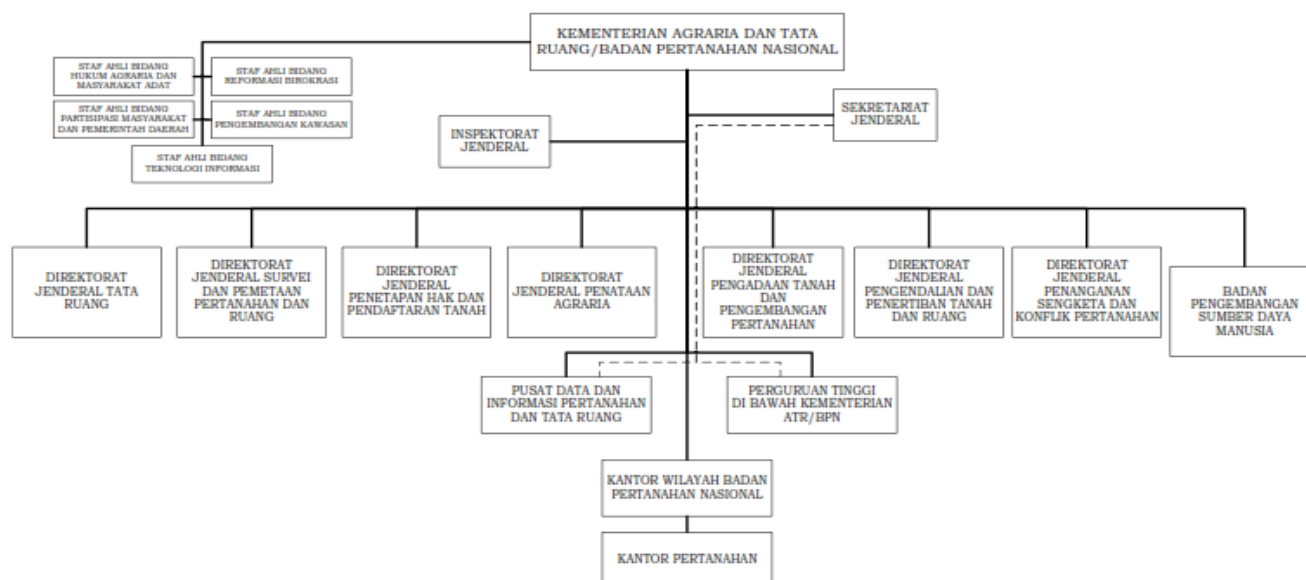 KEMENTERIAN AGRARIA DAN TATA
RUANG/BADAN PERTANAHAN NASIONAL
STAF AHLI BIDANG
HUKUM AGRARIA DAN
MASYARAKAT ADAT
STAF AHLI BIDANG
REFORMASI BIROKRASI
STAF AHLI BIDANG
PARTISIPASI MASYARAKAT
DAN PEMERINTAH DAERAH
STAF AHLI BIDANG
PENGEMBANGAN KAWASAN
STAF AHLI BIDANG
TEKNOLOGI INFORMASI
SEKRETARIAT
JENDERAL
INSPEKTORAT
JENDERAL
DIREKTORAT
JENDERAL TATA
RUANG
DIREKTORAT
JENDERAL SURVEI
DAN PEMETAAN
PERTANAHAN DAN
RUANG
DIREKTORAT
JENDERAL
PENETAPAN HAK DAN
PENDAFTARAN TANAH
DIREKTORAT
JENDERAL PENATAAN
AGRARIA
DIREKTORAT
JENDERAL
PENGADAAN TANAH
DAN
PENGEMBANGAN
PERTANAHAN
DIREKTORAT
JENDERAL
PENGENDALIAN DAN
PENERTIBAN TANAH
DAN RUANG
DIREKTORAT
JENDERAL
PENANGANAN
SENGKETA DAN
KONFLIK PERTANAHAN
BADAN
PENGEMBANGAN
SUMBER DAYA
MANUSIA
PUSAT DATA DAN
INFORMASI PERTANAHAN
DAN TATA RUANG
PERGURUAN TINGGI
DI BAWAH KEMENTERIAN
ATR/BPN
KANTOR WILAYAH BADAN
PERTANAHAN NASIONAL
KANTOR PERTANAHAN